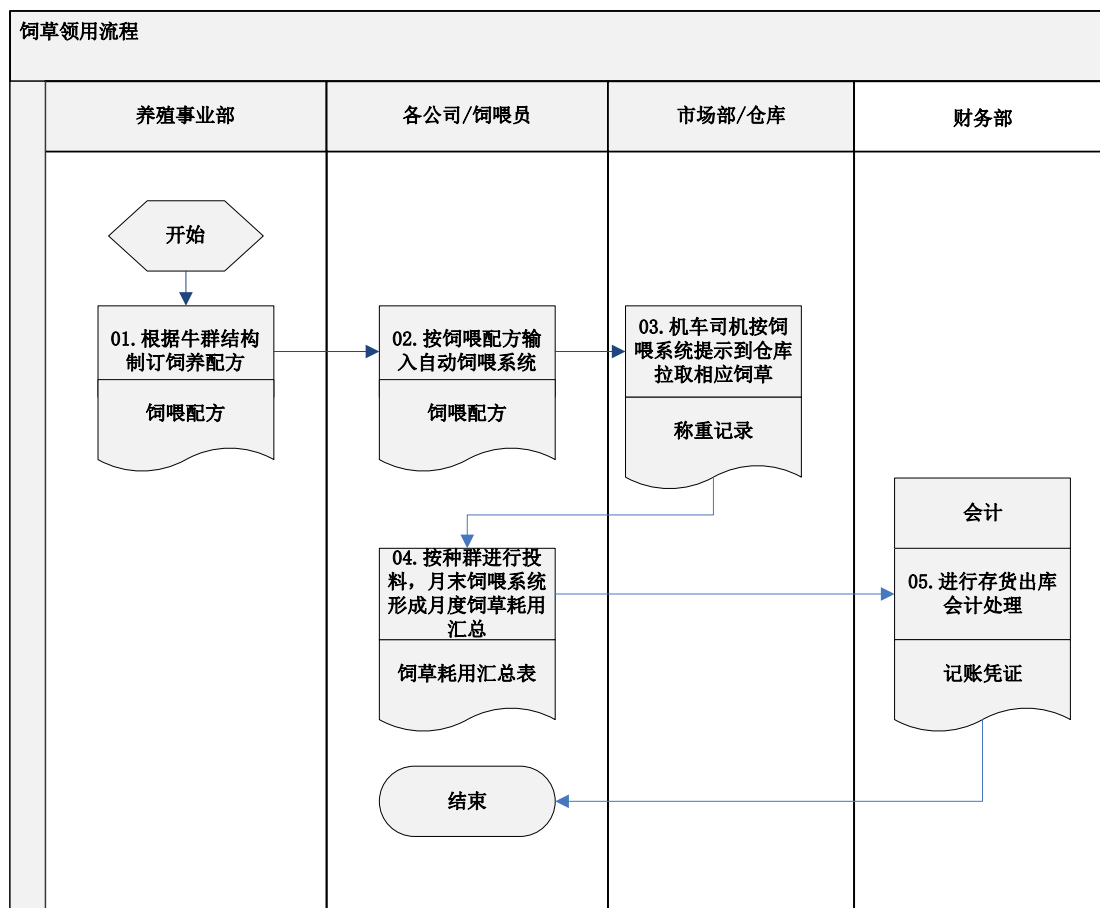 饲草领用流程
养殖事业部
各公司/饲喂员
市场部/仓库
财务部
开始
01.根据牛群结构
制订饲养配方
饲喂配方
02.按饲喂配方输
入自动饲喂系统
饲喂配方
03.机车司机按饲
喂系统提示到仓库
拉取相应饲草
称重记录
04.按种群进行投
料，月末饲喂系统
形成月度饲草耗用
汇总
饲草耗用汇总表
会计
05.进行存货出库
会计处理
记账凭证
结束